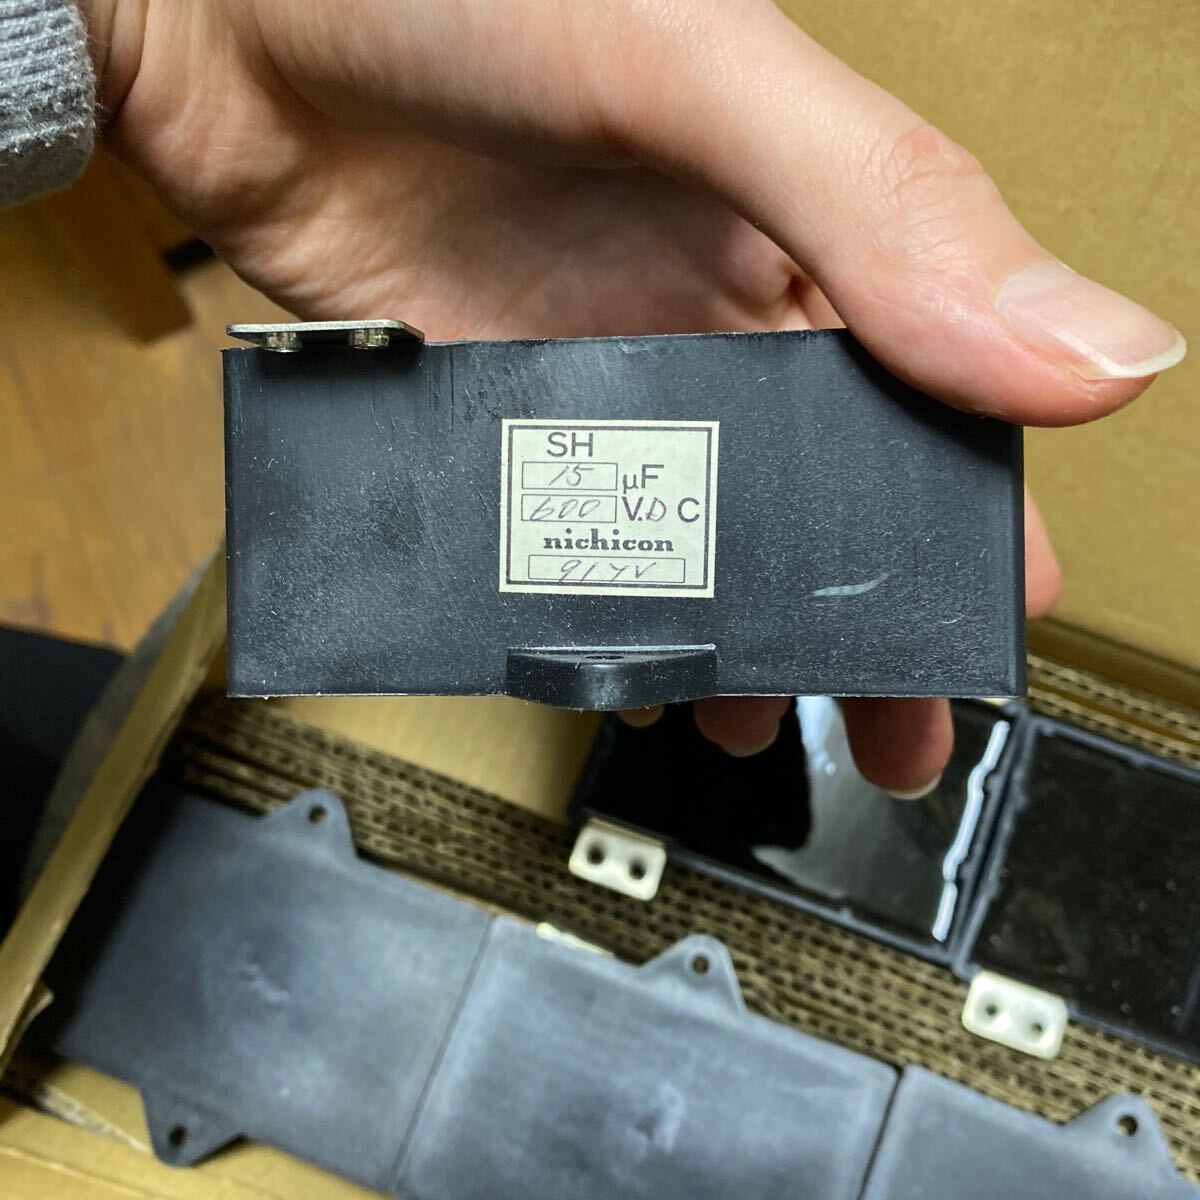 SH
15 μF
600 V.D C
nichicon
91YV